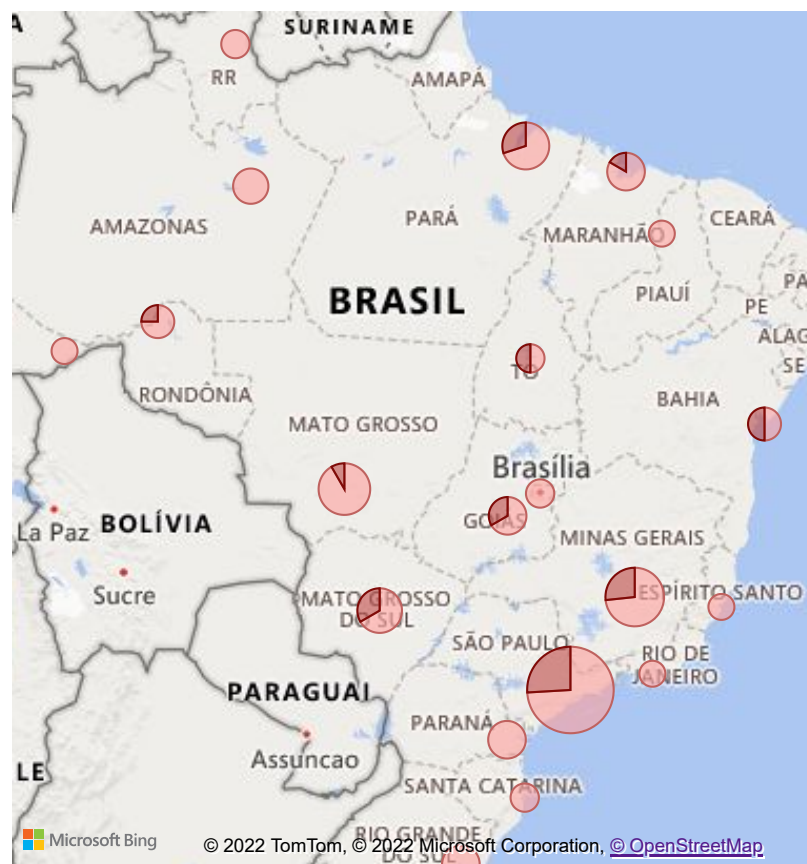 A
SURINAME
RR
AMAPÁ
AMAZONAS
PARÁ
MARANHÃO
CEARÁ
BRASIL
PIAUÍ
PA
PE
ALAG
SE
TO
RONDÔNIA
MATO GROSSO
BAHIA
Brasília
GOIÁS
La Paz
BOLÍVIA
MINAS GERAIS
Sucre
MATO GROSSO
DO SUL
ESPÍRITO SANTO
SÃO PAULO
RIO DE
JANEIRO
PARAGUAI
PARANÁ
Assuncao
LE
SANTA CATARINA
RIO GRANDE
DO SUL
Microsoft Bing
© 2022 TomTom, © 2022 Microsoft Corporation, © OpenStreetMap